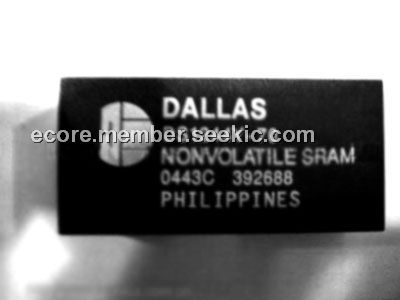 DALLAS
ecore.member.seekic.com
NONVOLATILE SRAM
0443C 392688
PHILIPPINES